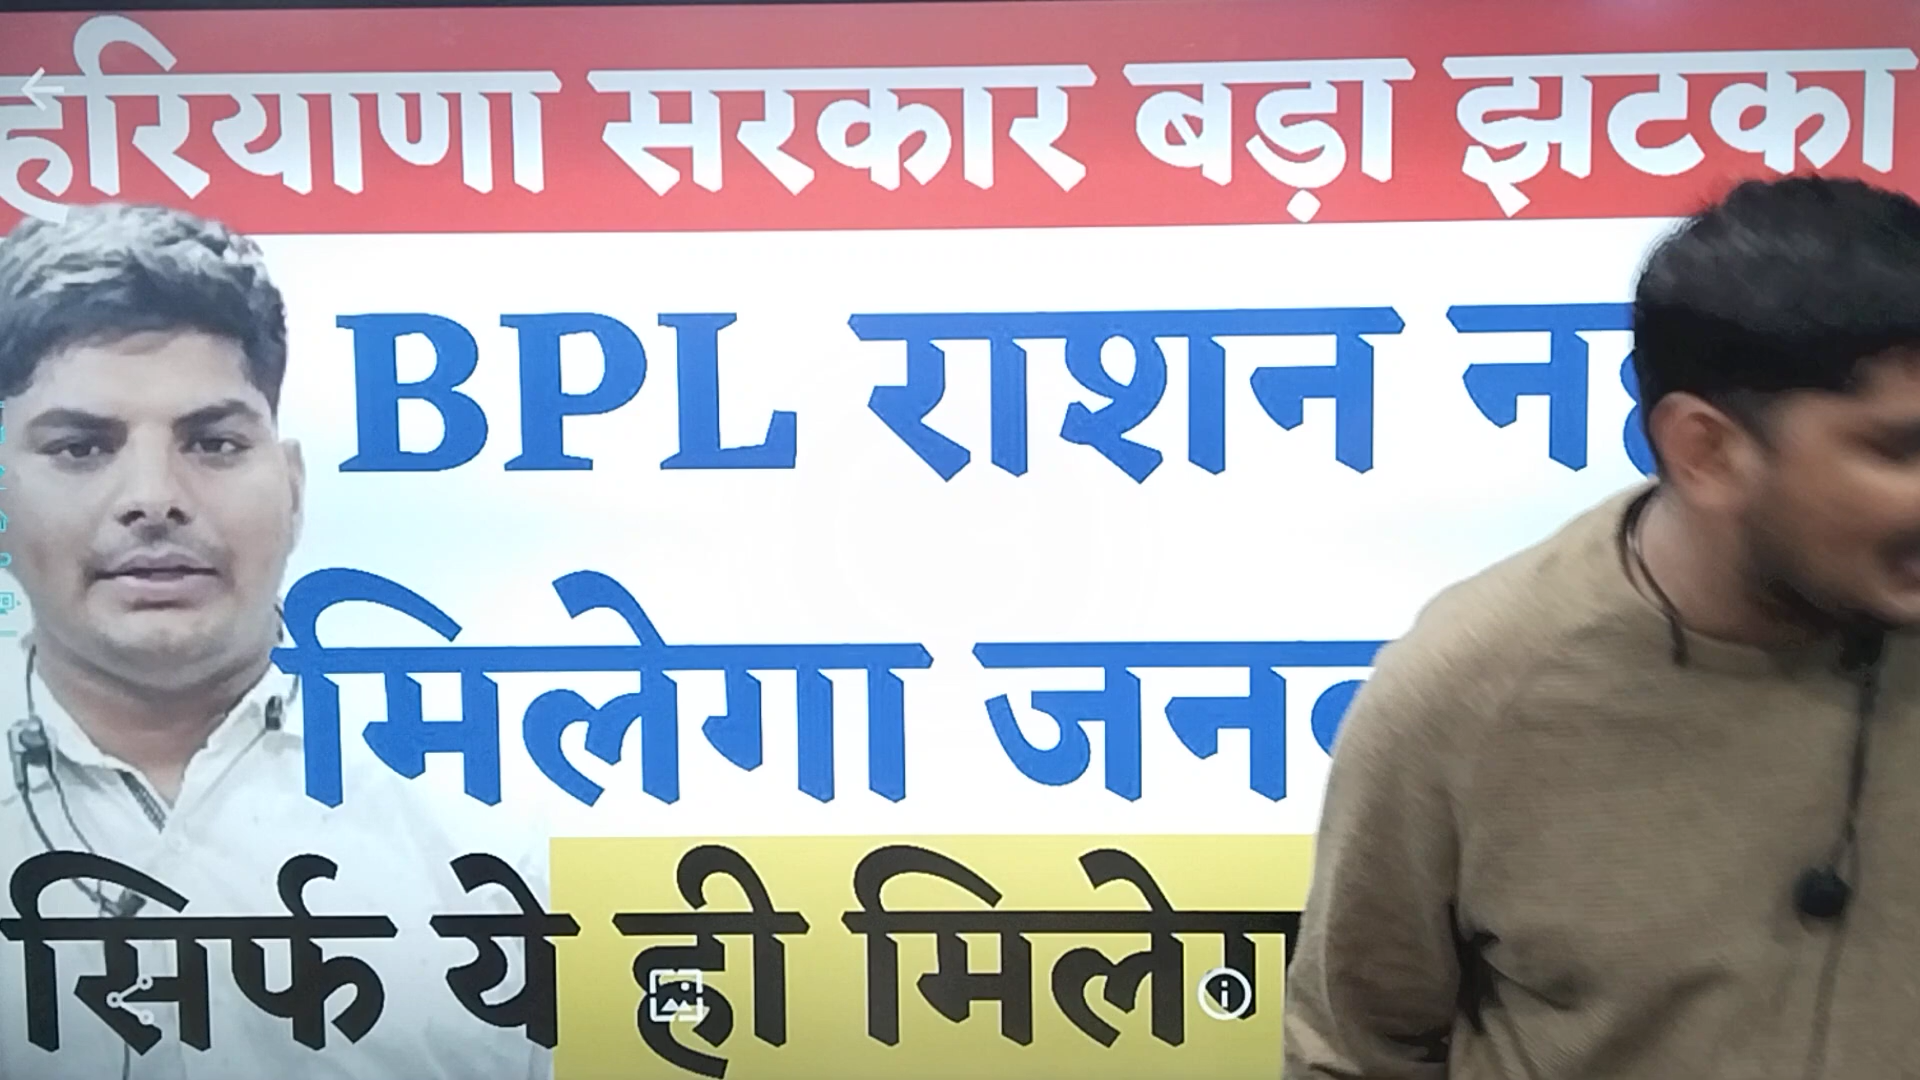 हरियाणा सरकार बड़ा झटका
BPL राशन
मिलेगा
सिर्फ ये ही